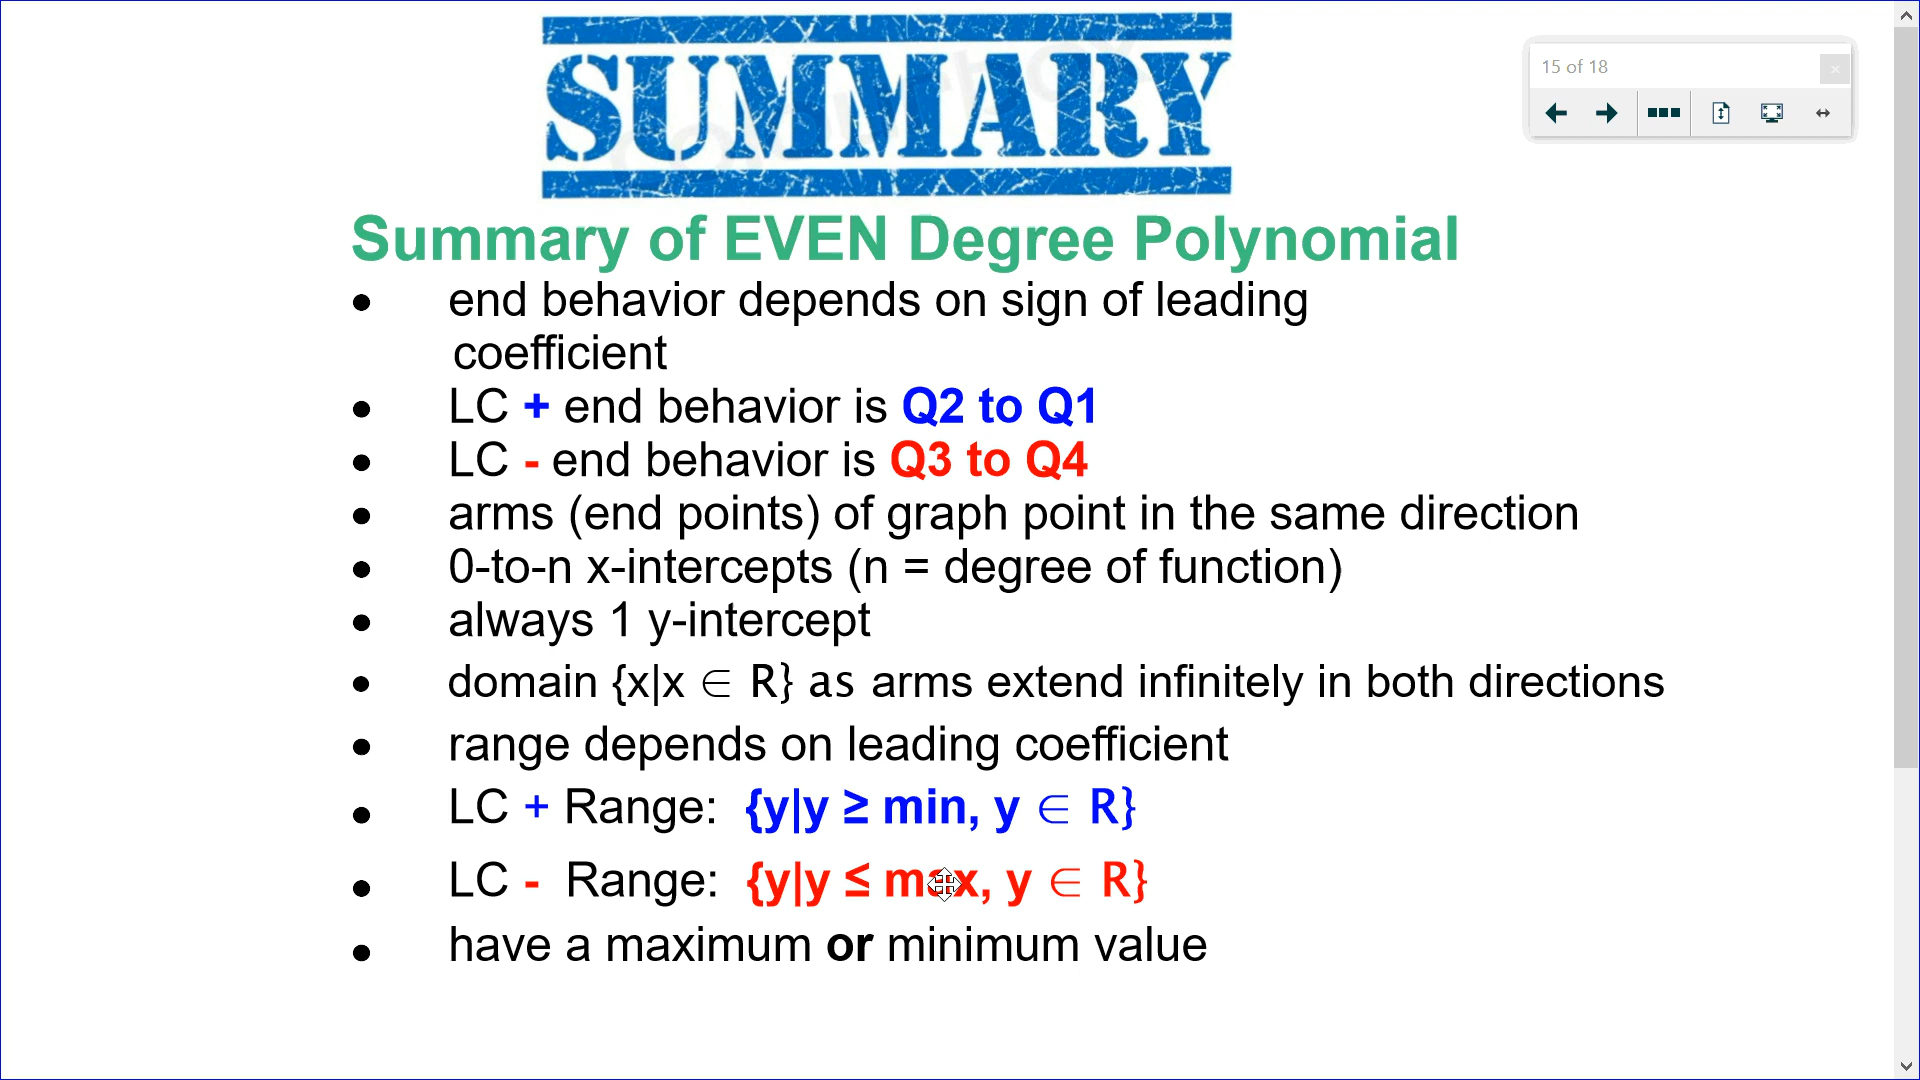 SUMMARY
15 of 18
Summary of EVEN Degree Polynomial
• end behavior depends on sign of leading
coefficient
• LC + end behavior is Q2 to Q1
• LC - end behavior is Q3 to Q4
• arms (end points) of graph point in the same direction
• 0-to-n x-intercepts (n = degree of function)
• always 1 y-intercept
• domain {x|x ∈ R} as arms extend infinitely in both directions
• range depends on leading coefficient
• LC + Range: {y|y ≥ min, y ∈ R}
• LC - Range: {y|y ≤ max, y ∈ R}
• have a maximum or minimum value